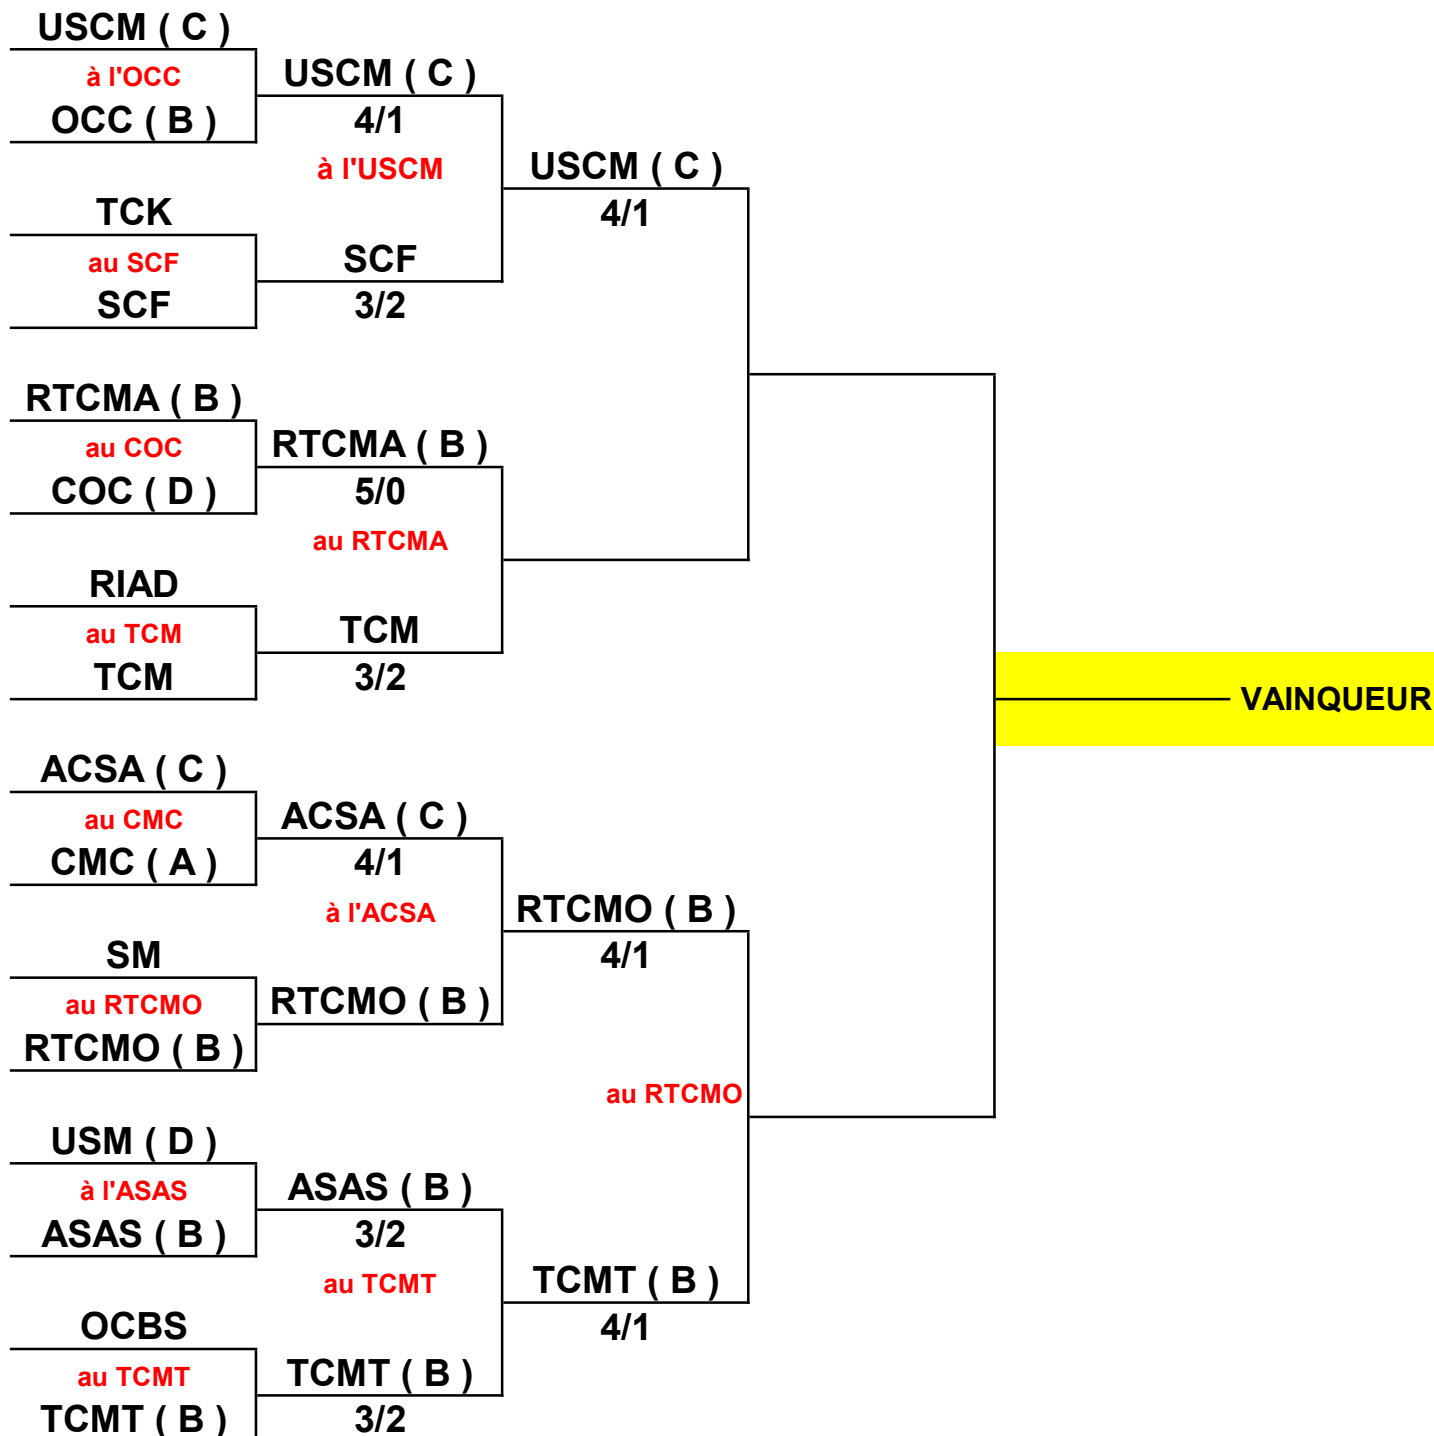 USCM ( C )
à l'OCC
OCC ( B )
USCM ( C )
4/1
à l'USCM
USCM ( C )
4/1
TCK
au SCF
SCF
SCF
3/2
RTCMA ( B )
au COC
COC ( D )
RTCMA ( B )
5/0
au RTCMA
RIAD
au TCM
TCM
TCM
3/2
VAINQUEUR
ACSA ( C )
au CMC
CMC ( A )
ACSA ( C )
4/1
à l'ACSA
RTCMO ( B )
4/1
SM
au RTCMO
RTCMO ( B )
RTCMO ( B )
au RTCMO
USM ( D )
à l'ASAS
ASAS ( B )
ASAS ( B )
3/2
au TCMT
TCMT ( B )
4/1
OCBS
au TCMT
TCMT ( B )
TCMT ( B )
3/2